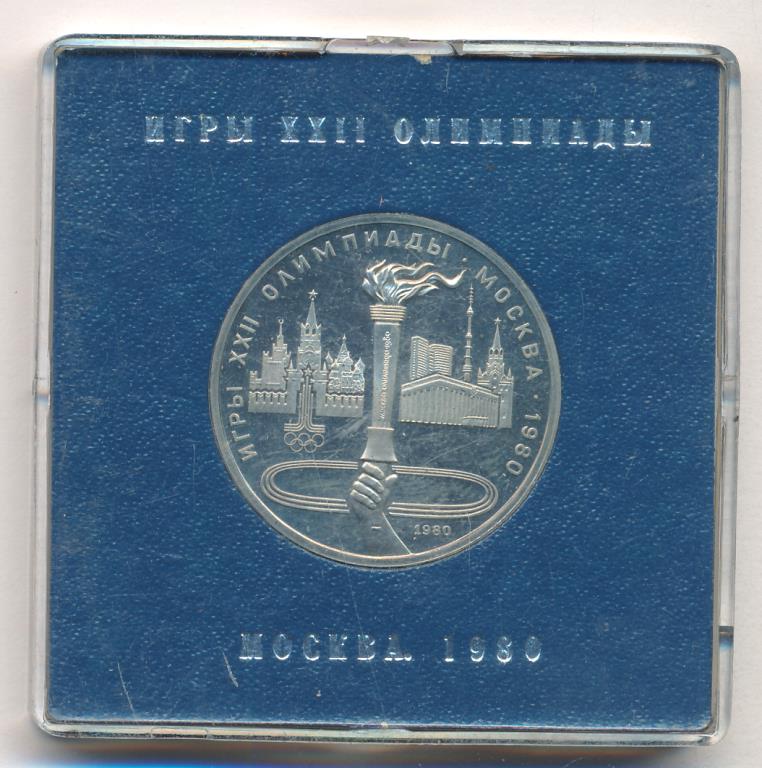 ИГРЫ XXII ОЛИМПИАДЫ
ИГРЫ XXII ОЛИМПИАДЫ · МОСКВА · 1980
1980
МОСКВА 1980